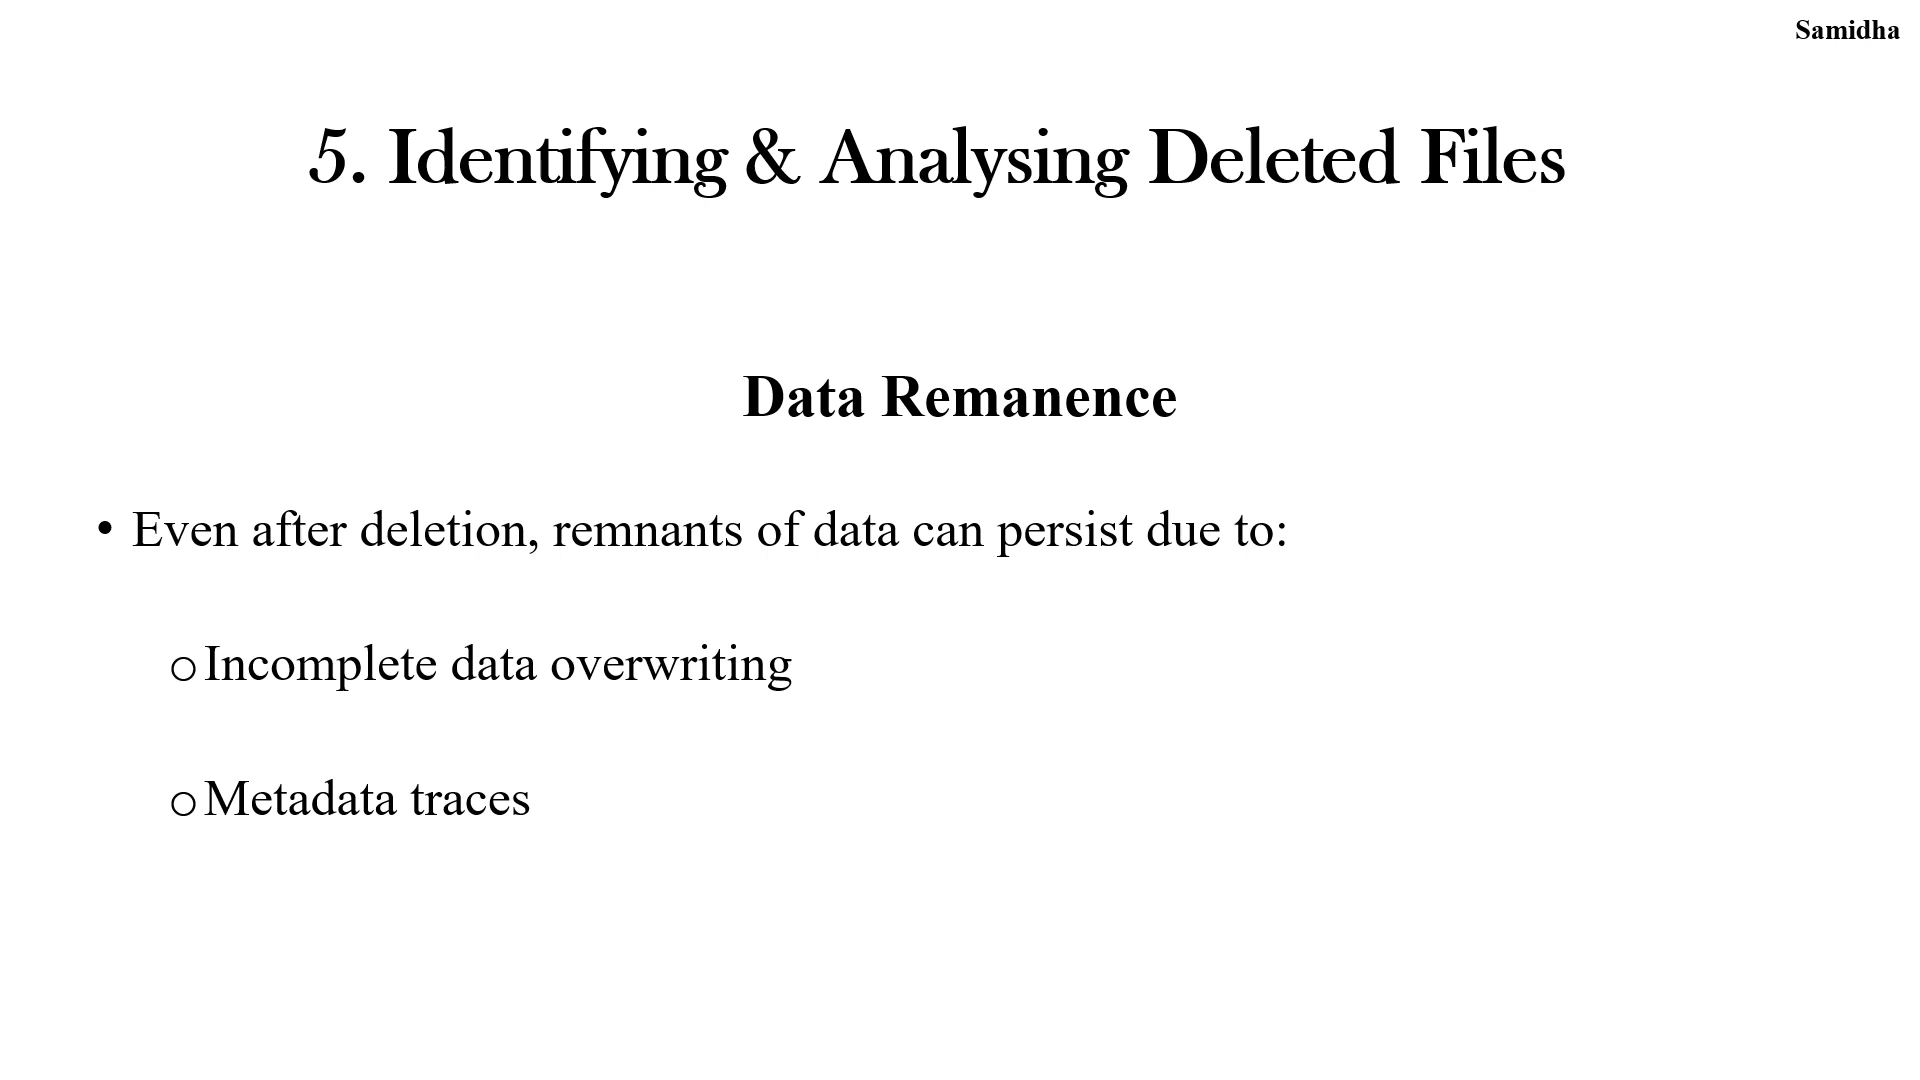 Samidha
5. Identifying & Analysing Deleted Files
Data Remanence
• Even after deletion, remnants of data can persist due to:
o Incomplete data overwriting
o Metadata traces